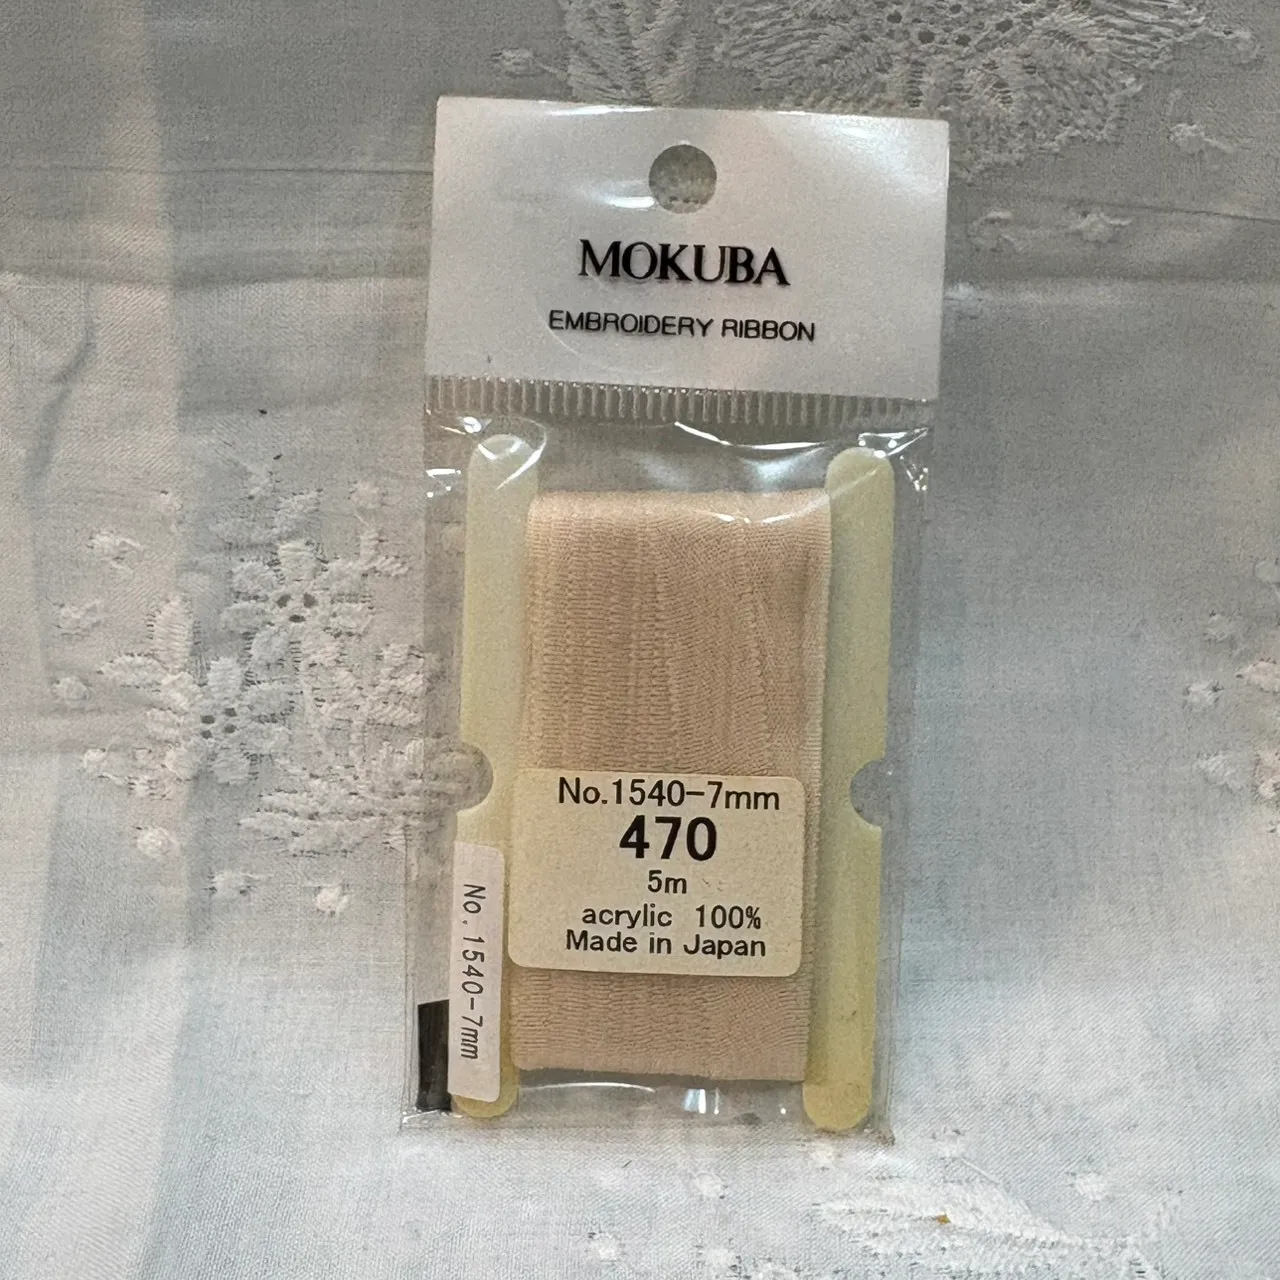 MOKUBA
EMBROIDERY RIBBON
No.1540-7mm
470
5m
acrylic 100%
Made in Japan
No.1540-7mm